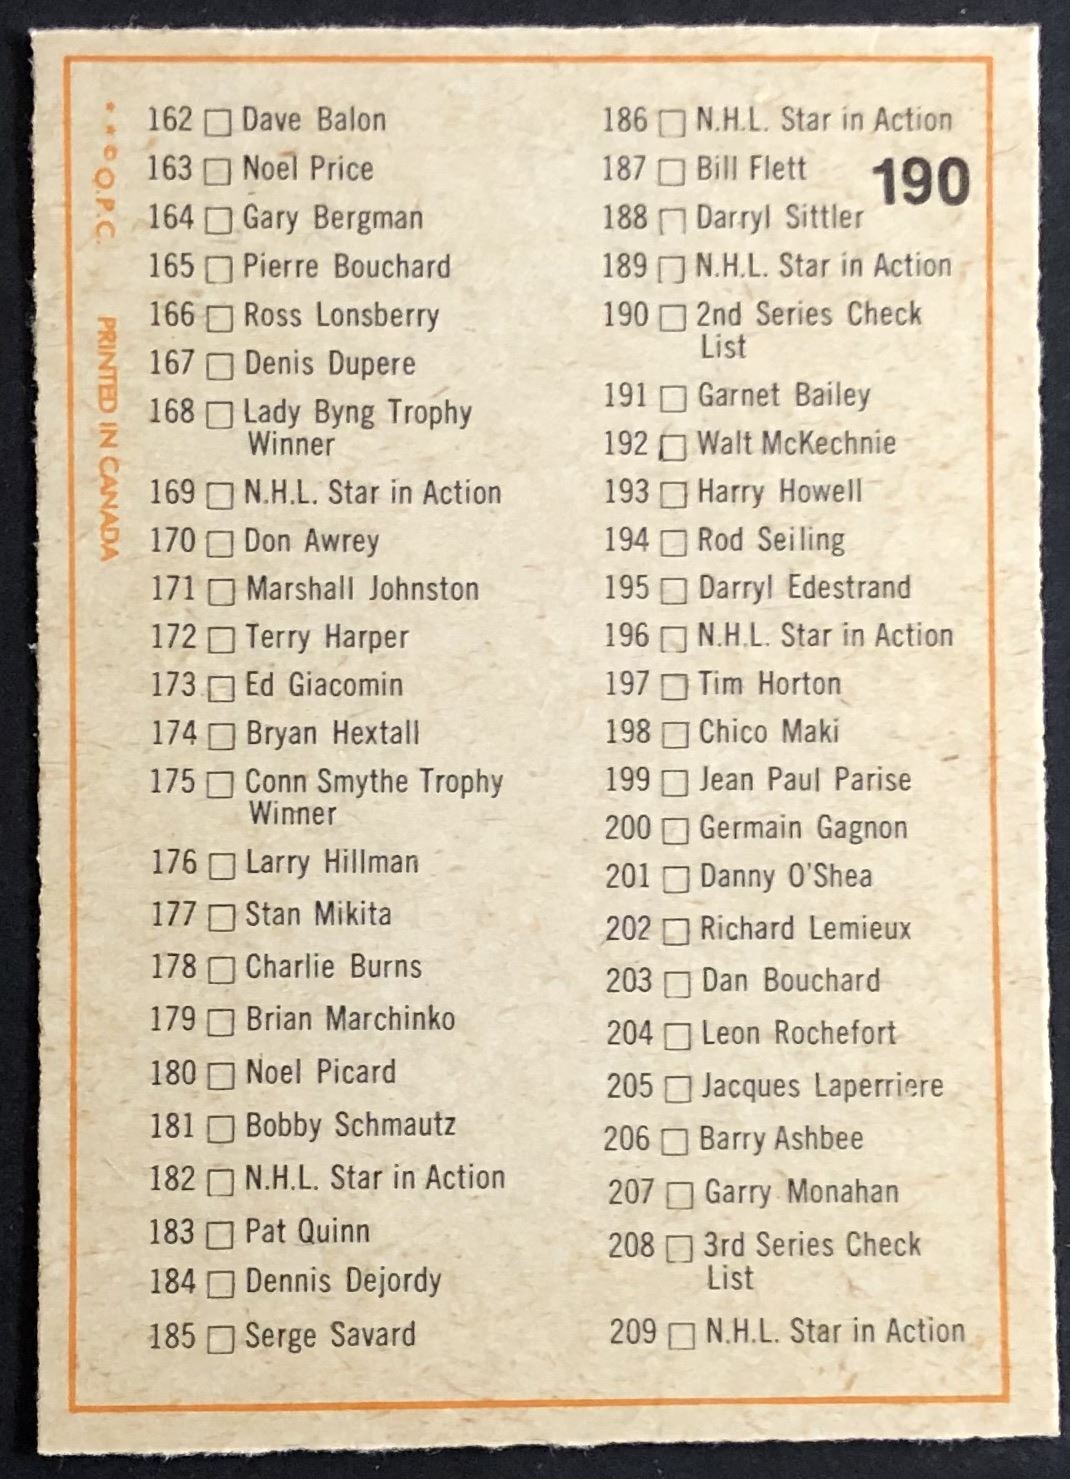 162 Dave Balon
163 Noel Price
164 Gary Bergman
165 Pierre Bouchard
166 Ross Lonsberry
167 Denis Dupere
168 Lady Byng Trophy
Winner
169 N.H.L. Star in Action
170 Don Awrey
171 Marshall Johnston
172 Terry Harper
173 Ed Giacomin
174 Bryan Hextall
175 Conn Smythe Trophy
Winner
176 Larry Hillman
177 Stan Mikita
178 Charlie Burns
179 Brian Marchinko
180 Noel Picard
181 Bobby Schmautz
182 N.H.L. Star in Action
183 Pat Quinn
184 Dennis Dejordy
185 Serge Savard
186 N.H.L. Star in Action
187 Bill Flett
190
188 Darryl Sittler
189 N.H.L. Star in Action
190 2nd Series Check
List
191 Garnet Bailey
192 Walt McKechnie
193 Harry Howell
194 Rod Seiling
195 Darryl Edestrand
196 N.H.L. Star in Action
197 Tim Horton
198 Chico Maki
199 Jean Paul Parise
200 Germain Gagnon
201 Danny O'Shea
202 Richard Lemieux
203 Dan Bouchard
204 Leon Rochefort
205 Jacques Laperriere
206 Barry Ashbee
207 Garry Monahan
208 3rd Series Check
List
209 N.H.L. Star in Action
O.P.C. PRINTED IN CANADA